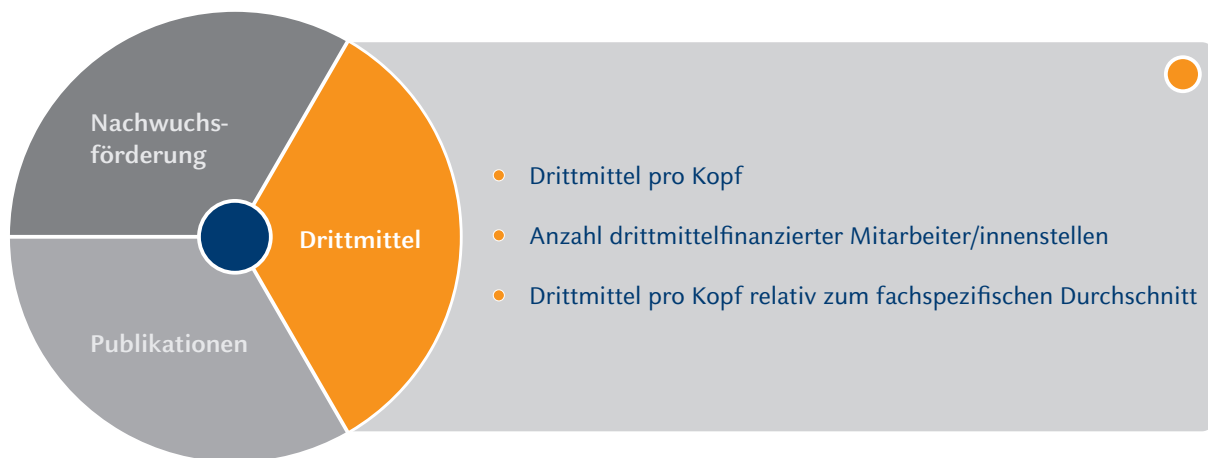 Nachwuchs-
förderung
Drittmittel
Publikationen
Drittmittel pro Kopf
Anzahl drittmittelfinanzierter Mitarbeiter/innenstellen
Drittmittel pro Kopf relativ zum fachspezifischen Durchschnitt